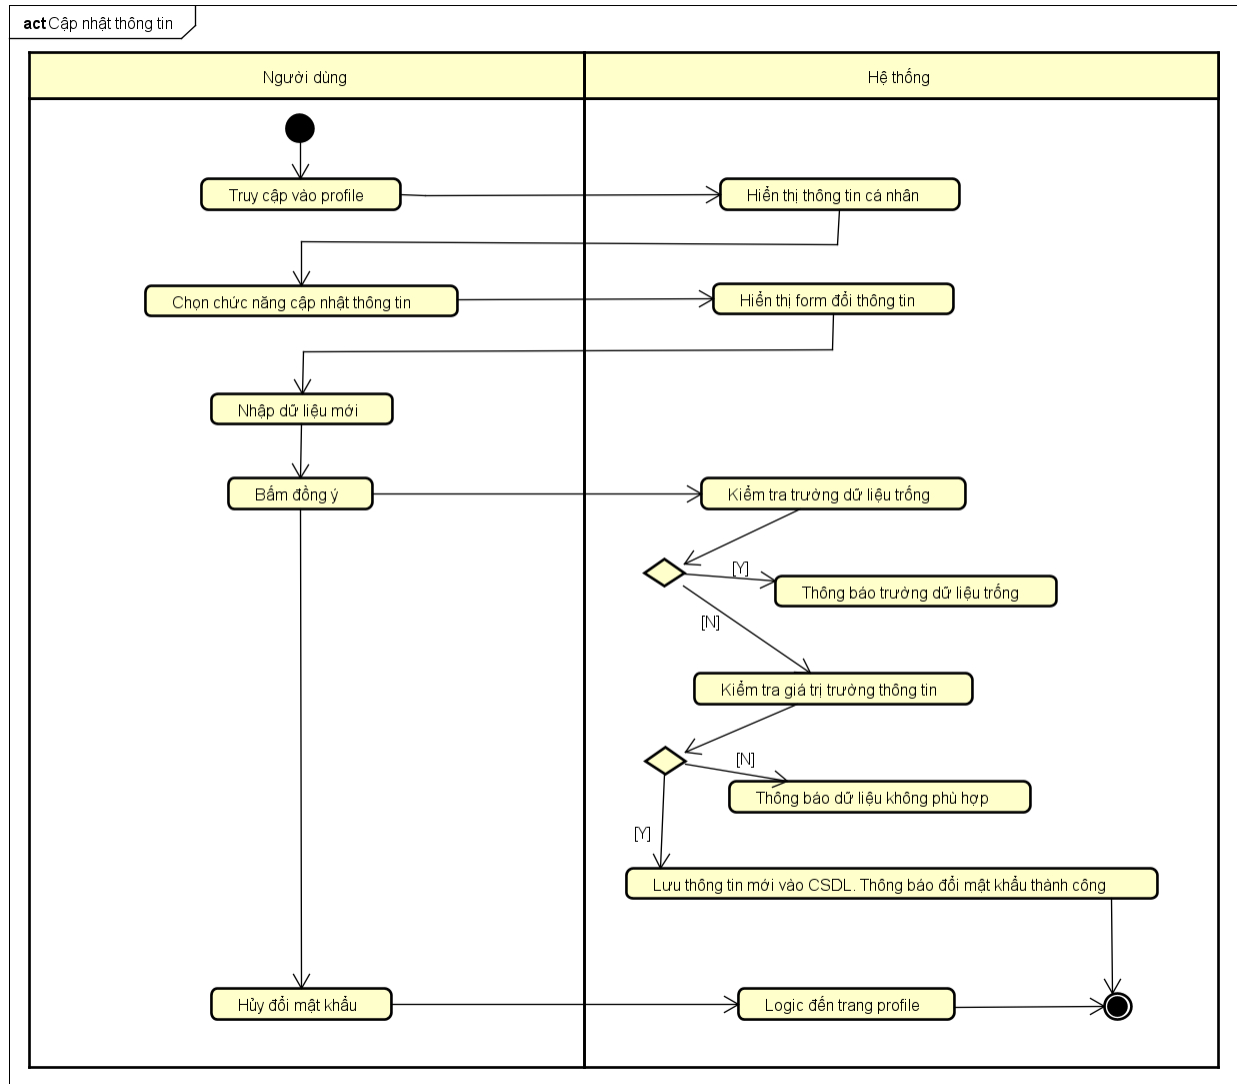 act Cập nhật thông tin
Người dùng
Hệ thống
Truy cập vào profile
Hiển thị thông tin cá nhân
Chọn chức năng cập nhật thông tin
Hiển thị form đổi thông tin
Nhập dữ liệu mới
Bấm đồng ý
Kiểm tra trường dữ liệu trống
[Y]
Thông báo trường dữ liệu trống
[N]
Kiểm tra giá trị trường thông tin
[N]
Thông báo dữ liệu không phù hợp
[Y]
Lưu thông tin mới vào CSDL. Thông báo đổi mật khẩu thành công
Hủy đổi mật khẩu
Logic đến trang profile